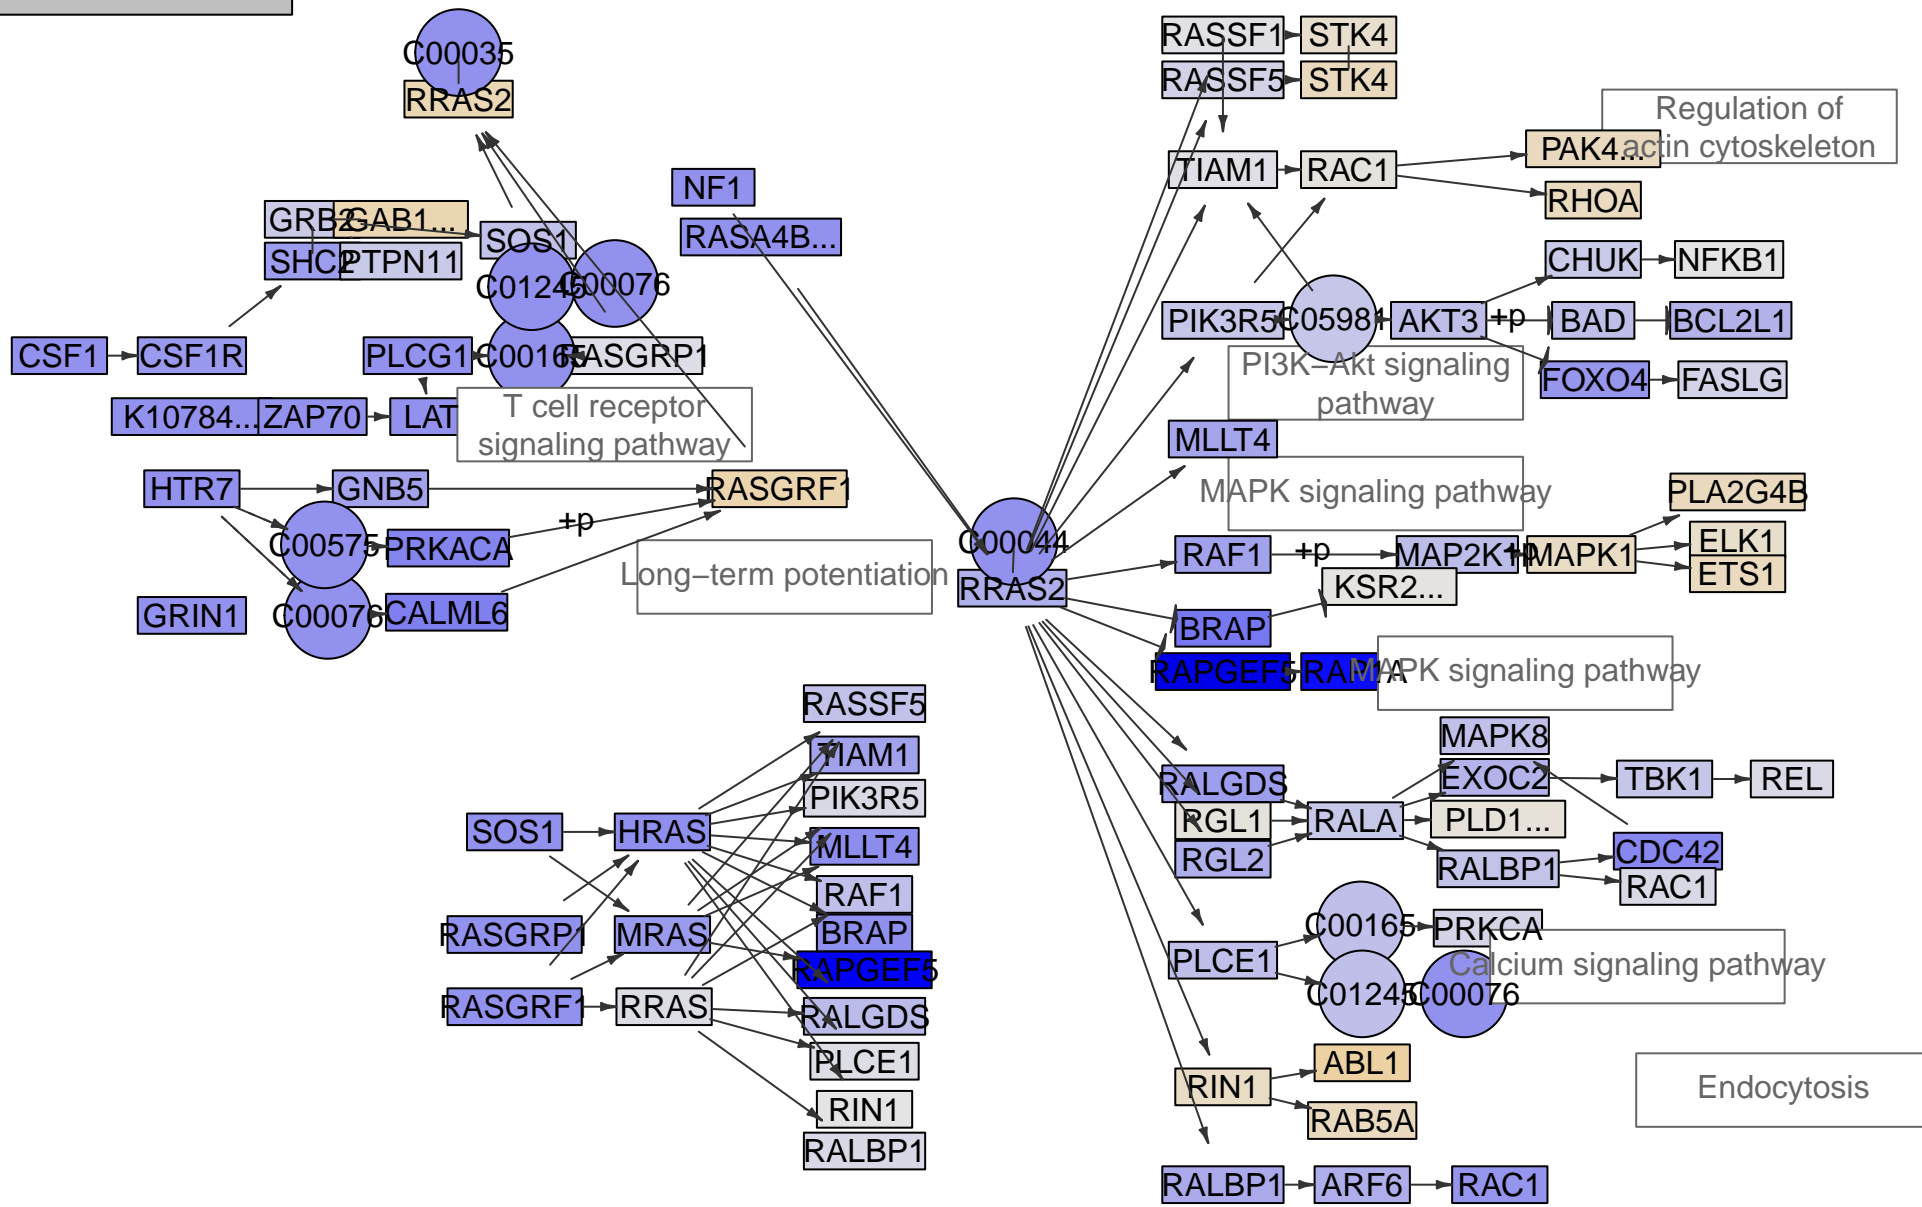 C00035
RRAS2
NF1
RASA4B...
GRB2
GAB1...
SHC2
PTPN11
SOS1
C01245
C00076
CSF1
CSF1R
PLCG1
C00165
RASGRP1
K10784...
ZAP70
LAT
T cell receptor
signaling pathway
HTR7
GNB5
RASGRF1
C00575
PRKACA
+p
GRIN1
C00076
CALML6
Long−term potentiation
C00044
RRAS2
RASSF1
STK4
RASSF5
STK4
Regulation of
actin cytoskeleton
TIAM1
RAC1
PAK4...
RHOA
CHUK
NFKB1
PIK3R5
C05981
AKT3
+p
BAD
BCL2L1
PI3K−Akt signaling
pathway
FOXO4
FASLG
MLLT4
MAPK signaling pathway
PLA2G4B
RAF1
+p
MAP2K1
+p
MAPK1
ELK1
ETS1
KSR2...
BRAP
RAPGEF5
RAP1A
MAPK signaling pathway
RASSF5
TIAM1
PIK3R5
SOS1
HRAS
MLLT4
RAF1
RASGRP1
MRAS
BRAP
RAPGEF5
RASGRF1
RRAS
RALGDS
PLCE1
RIN1
RALBP1
MAPK8
RALGDS
EXOC2
TBK1
REL
RGL1
RALA
PLD1...
RGL2
RALBP1
CDC42
RAC1
C00165
PRKCA
PLCE1
Calcium signaling pathway
C01245
C00076
RIN1
ABL1
RAB5A
Endocytosis
RALBP1
ARF6
RAC1